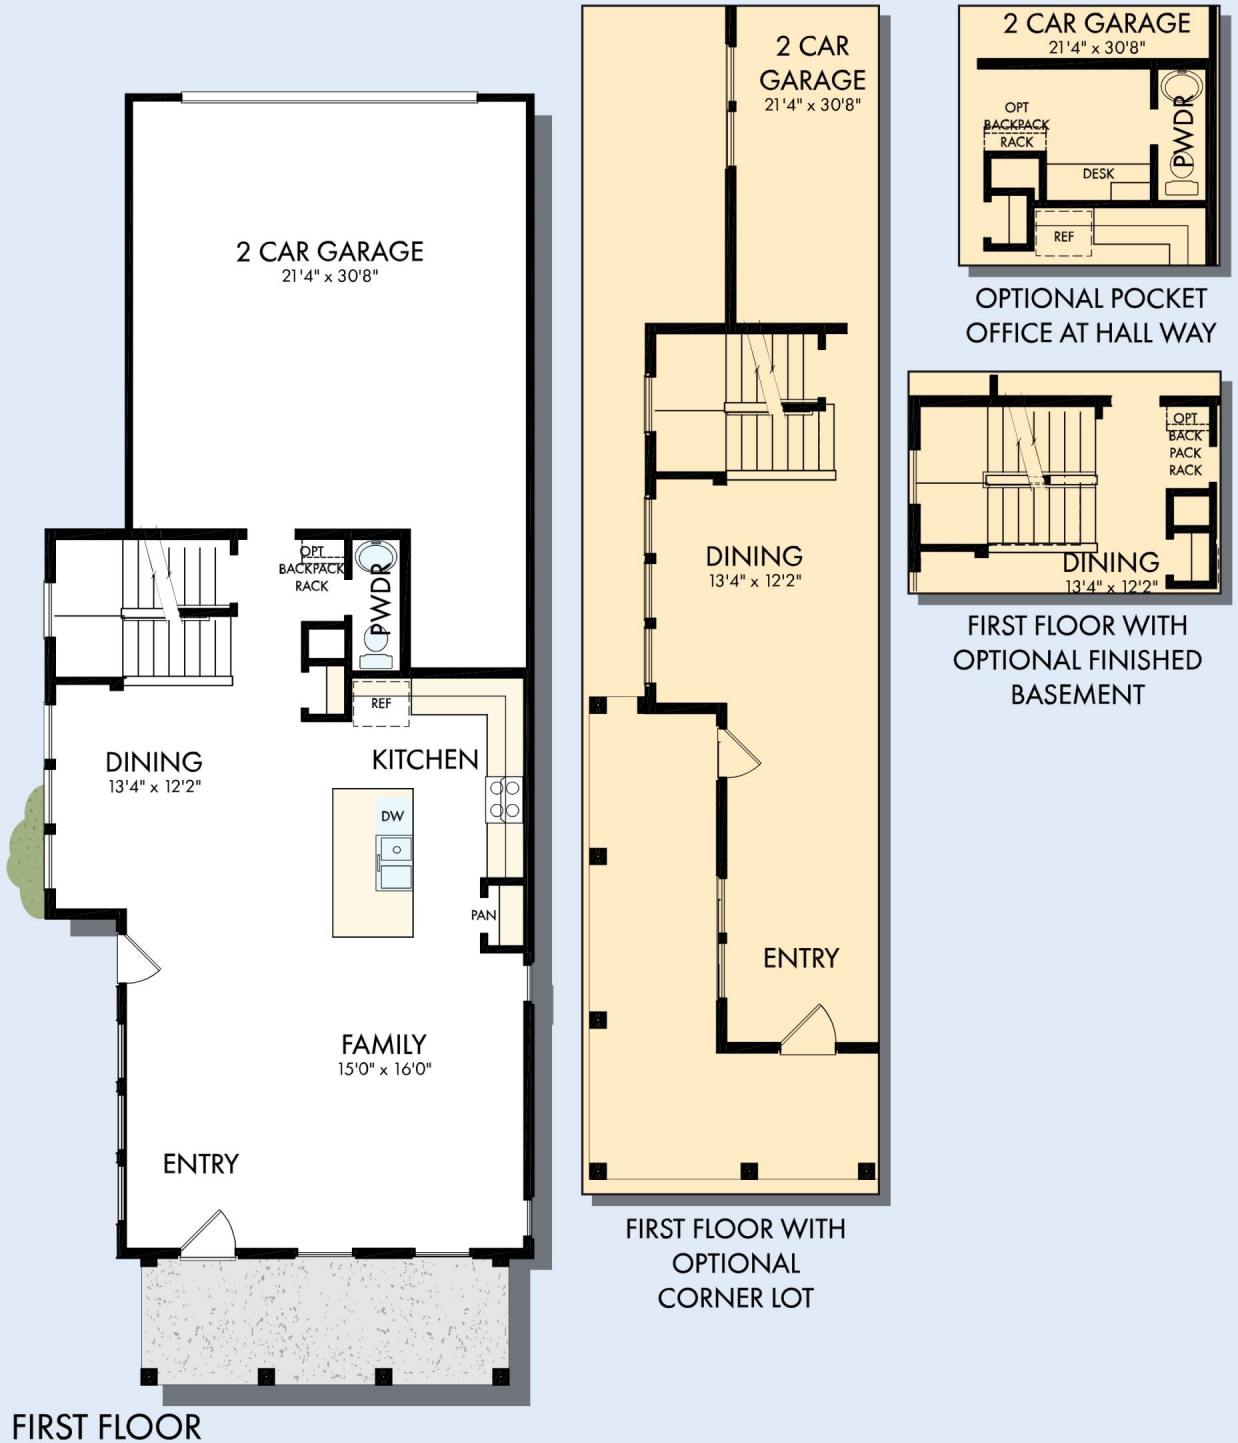 2 CAR GARAGE
21'4" x 30'8"
OPT
BACKPACK
RACK
PWDR
REF
KITCHEN
DINING
13'4" x 12'2"
DW
PAN
FAMILY
15'0" x 16'0"
ENTRY
FIRST FLOOR
2 CAR
GARAGE
21'4" x 30'8"
DINING
13'4" x 12'2"
ENTRY
FIRST FLOOR WITH
OPTIONAL
CORNER LOT
2 CAR GARAGE
21'4" x 30'8"
OPT
BACKPACK
RACK
PWDR
DESK
REF
OPTIONAL POCKET
OFFICE AT HALL WAY
OPT
BACK
PACK
RACK
DINING
13'4" x 12'2"
FIRST FLOOR WITH
OPTIONAL FINISHED
BASEMENT